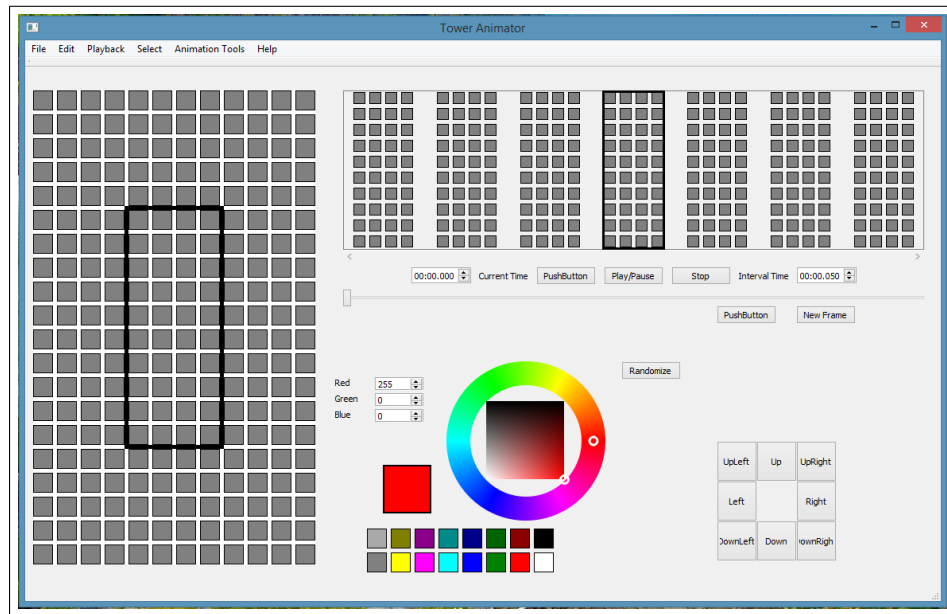 Tower Animator
File Edit Playback Select Animation Tools Help
00:00.000 Current Time PushButton Play/Pause Stop Interval Time 00:00.050
PushButton New Frame
Randomize
Red 255
Green 0
Blue 0
UpLeft Up UpRight
Left Right
DownLeft Down ownRigh